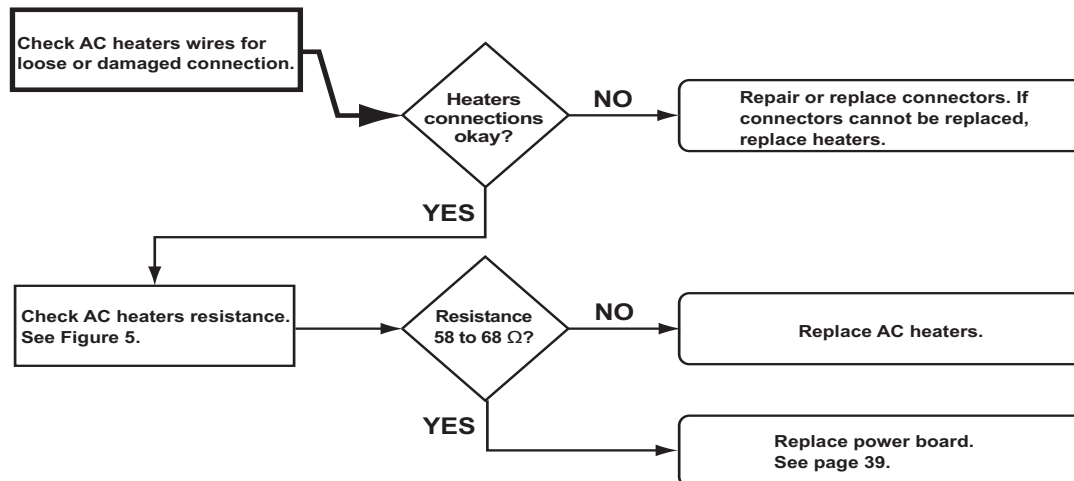 Check AC heaters wires for
loose or damaged connection.
Heaters
connections
okay?
NO
Repair or replace connectors. If
connectors cannot be replaced,
replace heaters.
YES
Check AC heaters resistance.
See Figure 5.
Resistance
58 to 68 Ω?
NO
Replace AC heaters.
YES
Replace power board.
See page 39.